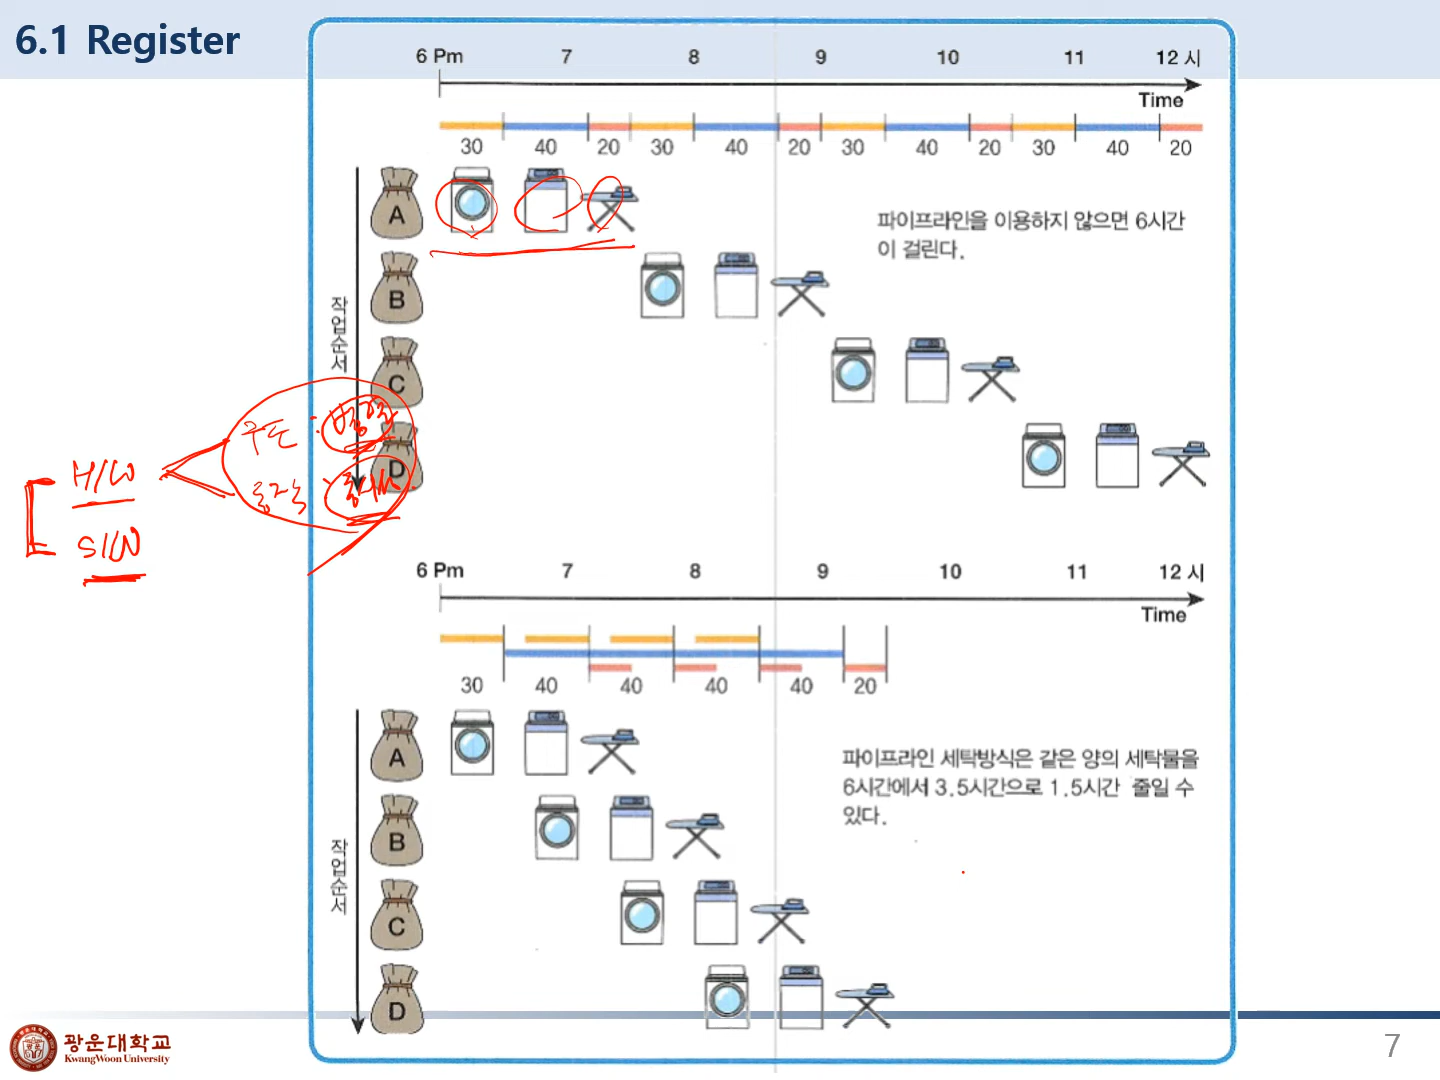 6.1 Register
6 Pm 7 8 9 10 11 12 시
Time
30 40 20 30 40 20 30 40 20 30 40 20
A
파이프라인을 이용하지 않으면 6시간
이 걸린다.
B
작업순서
C
구조 : 병렬
D
H/W
S/W
6 Pm 7 8 9 10 11 12 시
Time
30 40 40 40 40 20
A
파이프라인 세탁방식은 같은 양의 세탁물을
6시간에서 3.5시간으로 1.5시간 줄일 수
있다.
B
작업순서
C
D
광운대학교
KwangWoon University
7